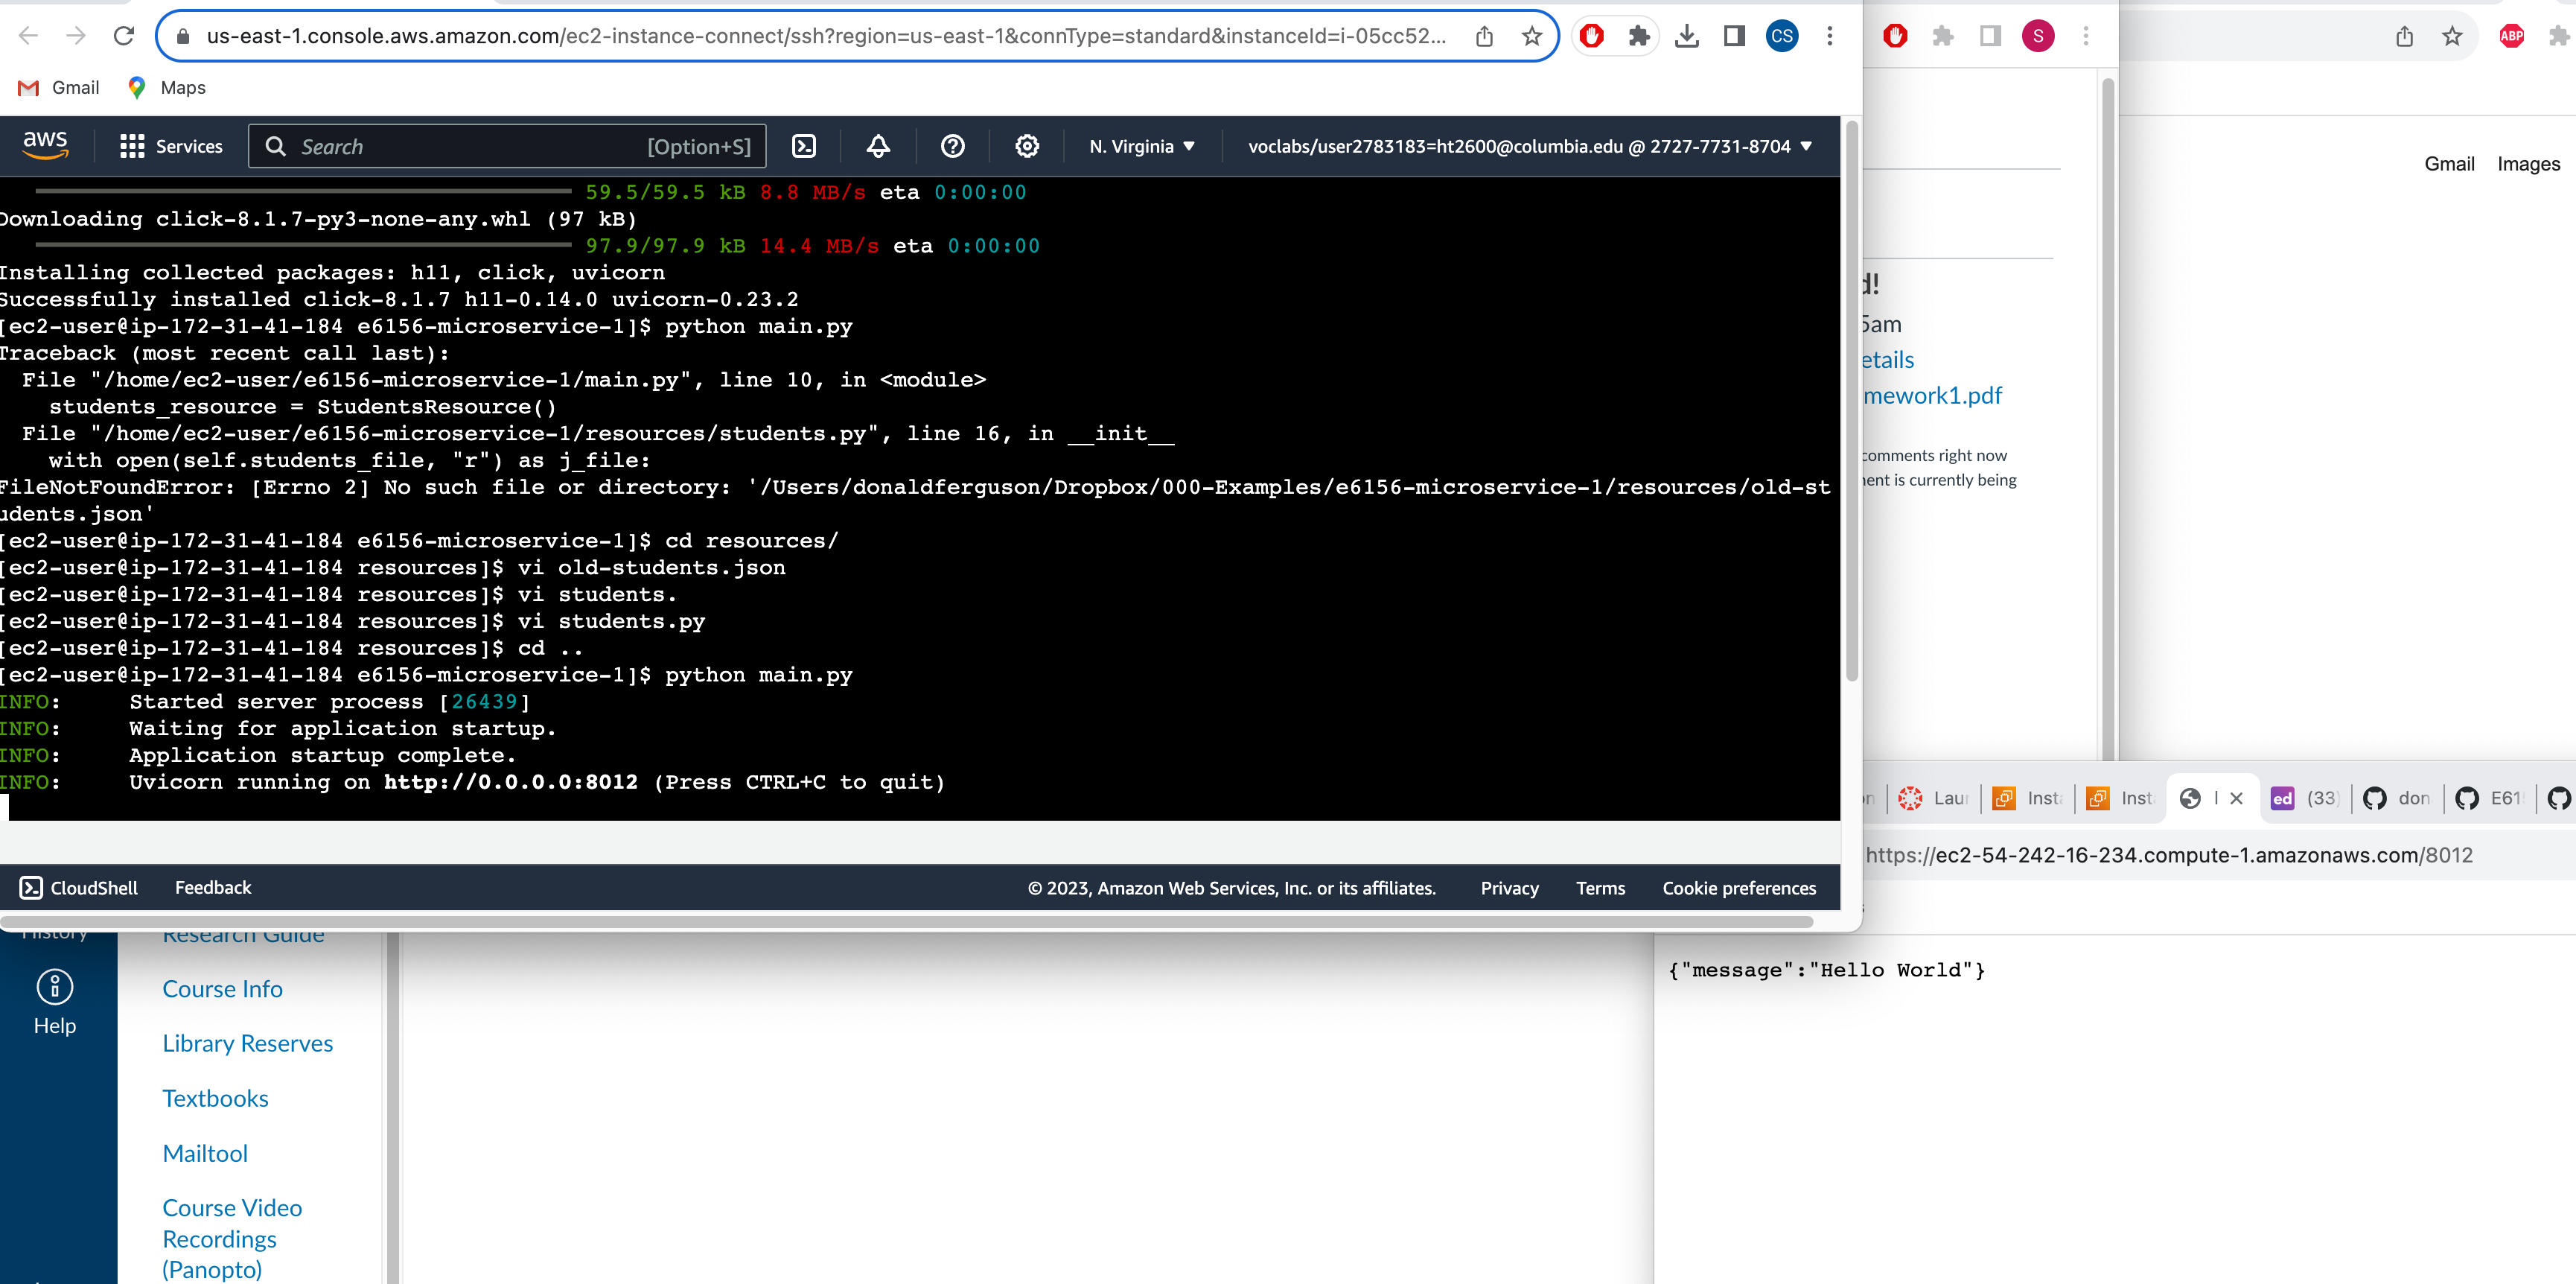 us-east-1.console.aws.amazon.com/ec2-instance-connect/ssh?region=us-east-1&connType=standard&instanceId=i-05cc52...
CS
S
ABP
Gmail
Maps
aws
Services
Search
[Option+S]
N. Virginia
voclabs/user2783183=ht2600@columbia.edu @ 2727-7731-8704
Gmail
Images
59.5/59.5 kB 8.8 MB/s eta 0:00:00
Downloading click-8.1.7-py3-none-any.whl (97 kB)
97.9/97.9 kB 14.4 MB/s eta 0:00:00
Installing collected packages: h11, click, uvicorn
Successfully installed click-8.1.7 h11-0.14.0 uvicorn-0.23.2
[ec2-user@ip-172-31-41-184 e6156-microservice-1]$ python main.py
Traceback (most recent call last):
  File "/home/ec2-user/e6156-microservice-1/main.py", line 10, in <module>
    students_resource = StudentsResource()
  File "/home/ec2-user/e6156-microservice-1/resources/students.py", line 16, in __init__
    with open(self.students_file, "r") as j_file:
FileNotFoundError: [Errno 2] No such file or directory: '/Users/donaldferguson/Dropbox/000-Examples/e6156-microservice-1/resources/old-st
udents.json'
[ec2-user@ip-172-31-41-184 e6156-microservice-1]$ cd resources/
[ec2-user@ip-172-31-41-184 resources]$ vi old-students.json
[ec2-user@ip-172-31-41-184 resources]$ vi students.
[ec2-user@ip-172-31-41-184 resources]$ vi students.py
[ec2-user@ip-172-31-41-184 resources]$ cd ..
[ec2-user@ip-172-31-41-184 e6156-microservice-1]$ python main.py
INFO:     Started server process [26439]
INFO:     Waiting for application startup.
INFO:     Application startup complete.
INFO:     Uvicorn running on http://0.0.0.0:8012 (Press CTRL+C to quit)
d!
5am
etails
mework1.pdf
comments right now
ent is currently being
CloudShell
Feedback
© 2023, Amazon Web Services, Inc. or its affiliates.
Privacy
Terms
Cookie preferences
Lau
Inst
Inst
ed (33)
don
E61
https://ec2-54-242-16-234.compute-1.amazonaws.com/8012
{"message":"Hello World"}
History
Help
Research Guide
Course Info
Library Reserves
Textbooks
Mailtool
Course Video
Recordings
(Panopto)